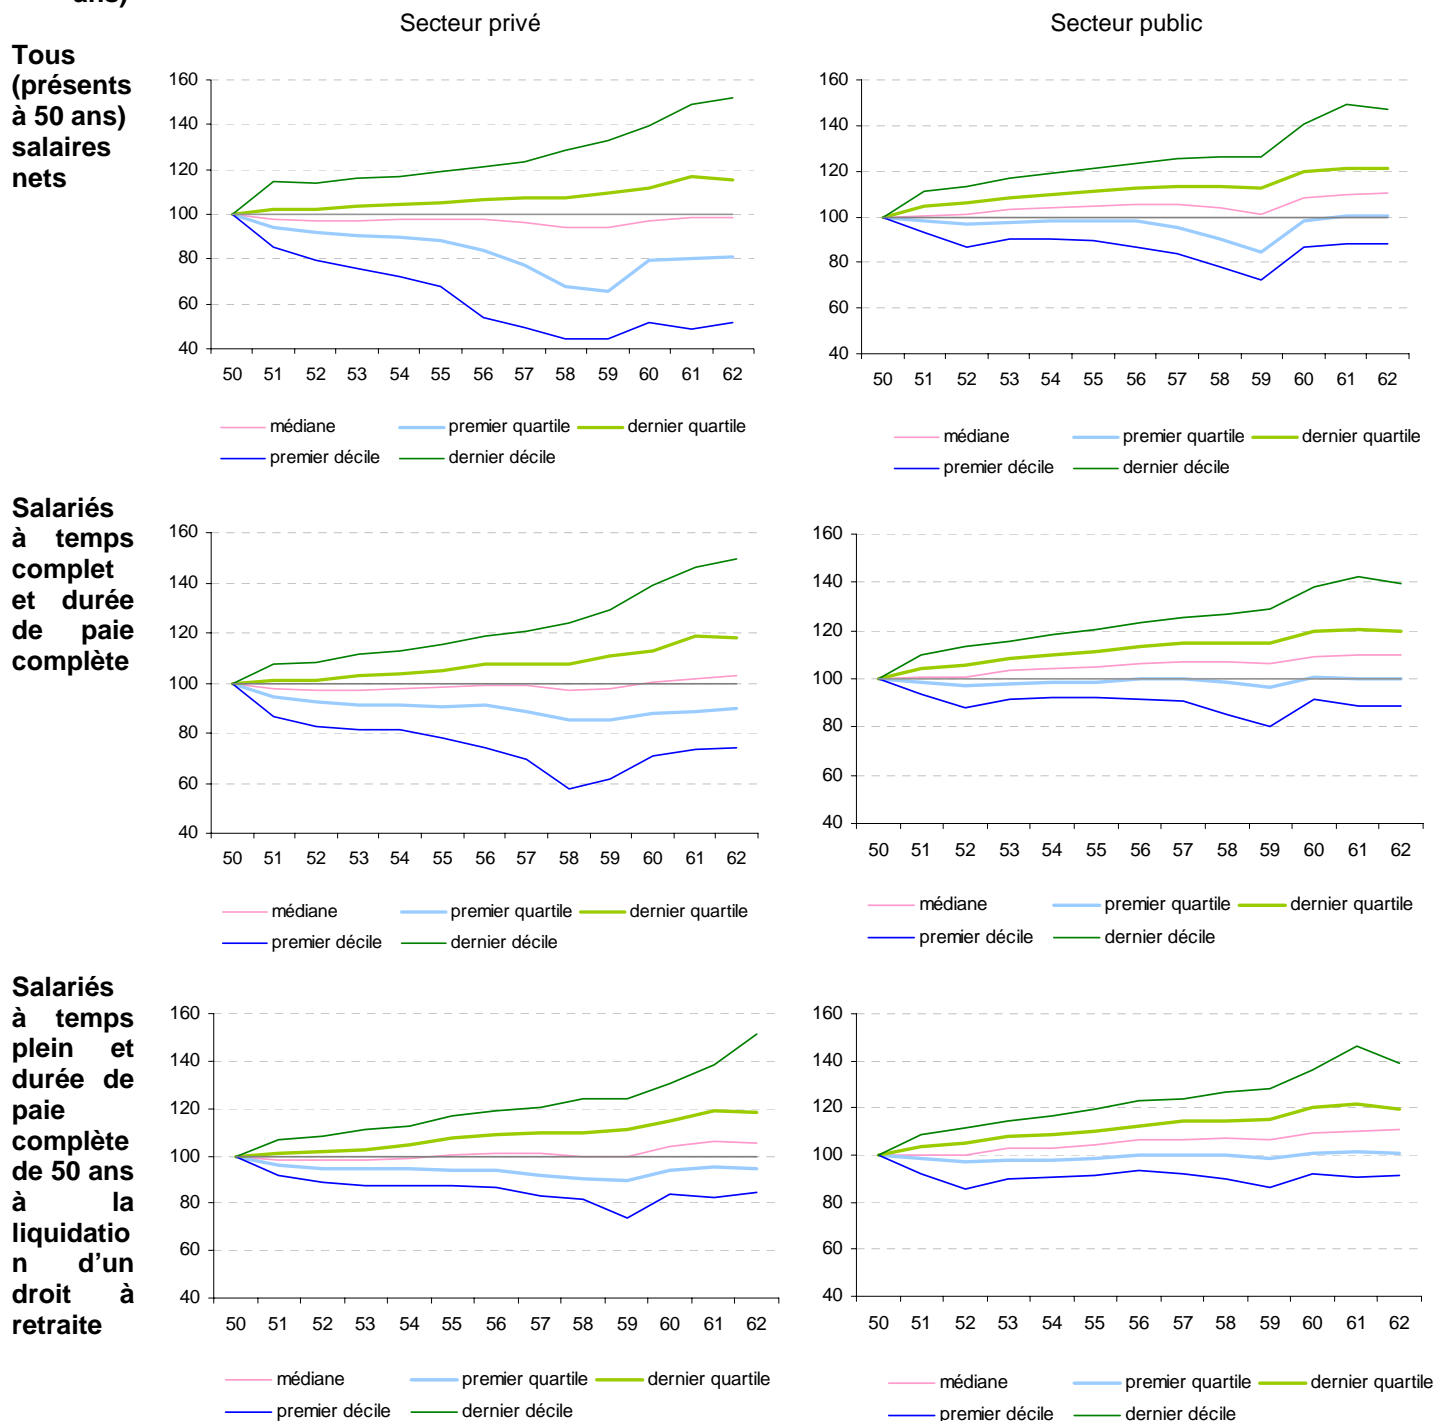 ans)
Secteur privé
Secteur public
Tous
(présents
à 50 ans)
salaires
nets
160
140
120
100
80
60
40
50 51 52 53 54 55 56 57 58 59 60 61 62
médiane premier quartile dernier quartile
premier décile dernier décile
160
140
120
100
80
60
40
50 51 52 53 54 55 56 57 58 59 60 61 62
médiane premier quartile dernier quartile
premier décile dernier décile
Salariés
à temps
complet
et durée
de paie
complète
160
140
120
100
80
60
40
50 51 52 53 54 55 56 57 58 59 60 61 62
médiane premier quartile dernier quartile
premier décile dernier décile
160
140
120
100
80
60
40
50 51 52 53 54 55 56 57 58 59 60 61 62
médiane premier quartile dernier quartile
premier décile dernier décile
Salariés
à temps
plein et
durée de
paie
complète
de 50 ans
à la
liquidatio
n d’un
droit à
retraite
160
140
120
100
80
60
40
50 51 52 53 54 55 56 57 58 59 60 61 62
médiane premier quartile dernier quartile
premier décile dernier décile
160
140
120
100
80
60
40
50 51 52 53 54 55 56 57 58 59 60 61 62
médiane premier quartile dernier quartile
premier décile dernier décile